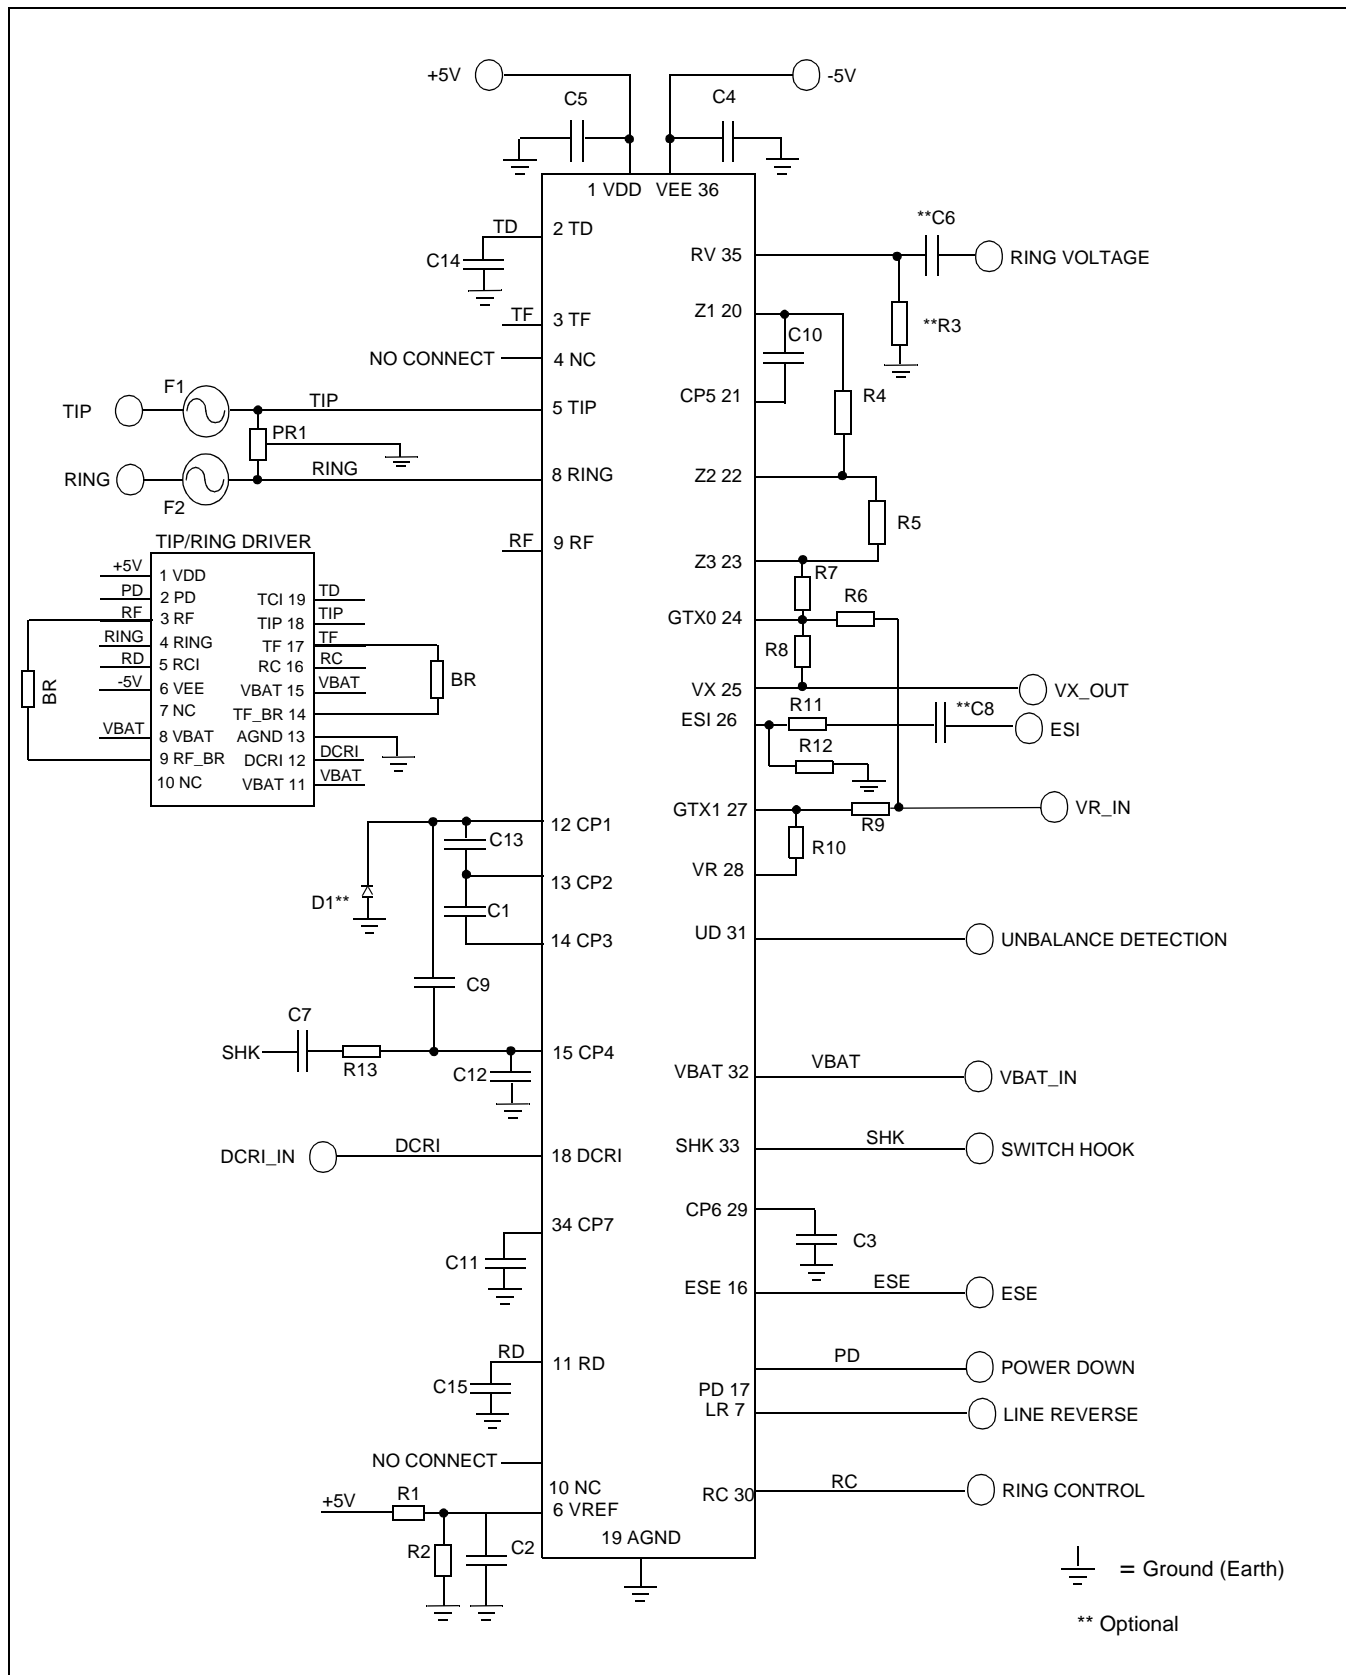 +5V
-5V
C5
C4
1 VDD
VEE 36
TD
2 TD
C14
**C6
RV 35
RING VOLTAGE
TF
3 TF
Z1 20
**R3
C10
NO CONNECT
4 NC
F1
CP5 21
R4
TIP
TIP
5 TIP
PR1
RING
RING
8 RING
Z2 22
F2
R5
TIP/RING DRIVER
RF
9 RF
Z3 23
+5V
1 VDD
R7
PD
2 PD
TCI 19
TD
R6
RF
3 RF
TIP 18
TIP
GTX0 24
RING
4 RING
TF 17
TF
R8
RD
5 RCI
RC 16
RC
BR
-5V
6 VEE
VBAT 15
VBAT
BR
VX 25
VX_OUT
7 NC
TF_BR 14
R11
**C8
ESI 26
ESI
VBAT
8 VBAT
AGND 13
R12
9 RF_BR
DCRI 12
DCRI
10 NC
VBAT 11
VBAT
GTX1 27
VR_IN
R9
12 CP1
C13
R10
VR 28
13 CP2
D1**
C1
14 CP3
UD 31
UNBALANCE DETECTION
C9
C7
SHK
R13
15 CP4
C12
VBAT 32
VBAT
VBAT_IN
DCRI_IN
DCRI
18 DCRI
SHK 33
SHK
SWITCH HOOK
34 CP7
CP6 29
C11
C3
ESE 16
ESE
ESE
RD
11 RD
C15
PD
POWER DOWN
PD 17
LR 7
LINE REVERSE
NO CONNECT
10 NC
RC 30
RC
RING CONTROL
+5V
R1
6 VREF
19 AGND
R2
C2
= Ground (Earth)
** Optional